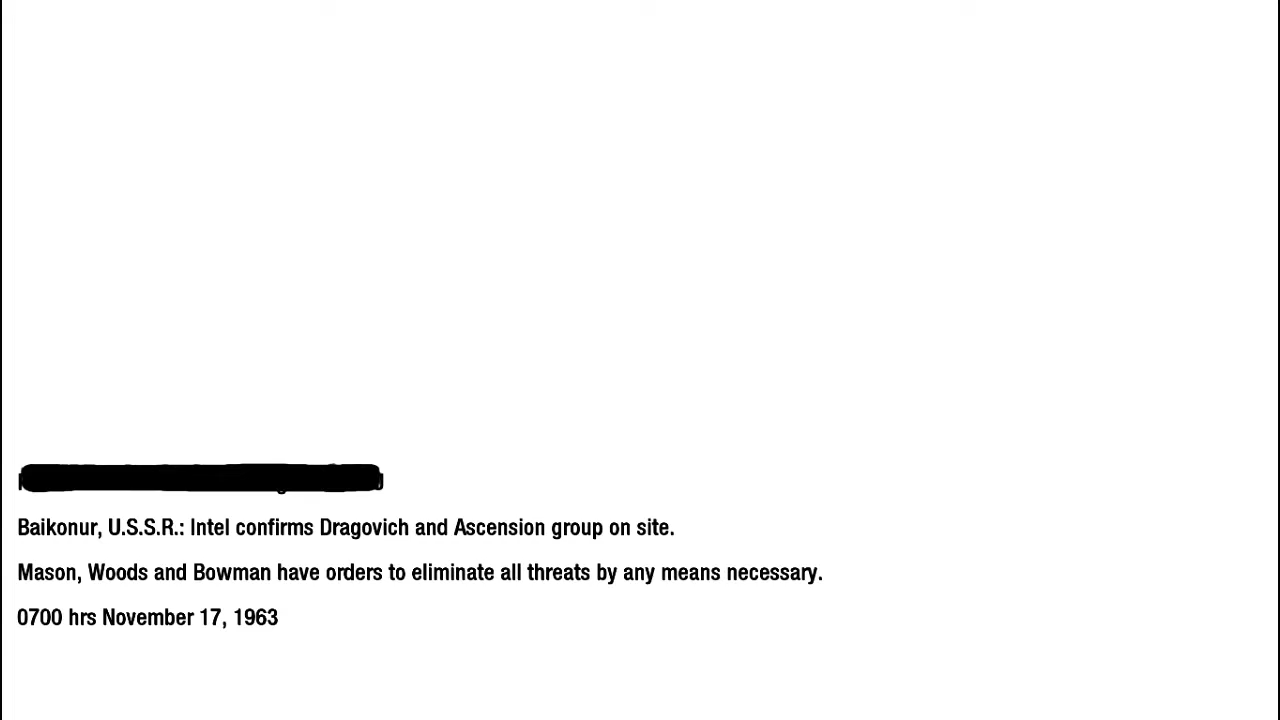 Baikonur, U.S.S.R.: Intel confirms Dragovich and Ascension group on site.
Mason, Woods and Bowman have orders to eliminate all threats by any means necessary.
0700 hrs November 17, 1963